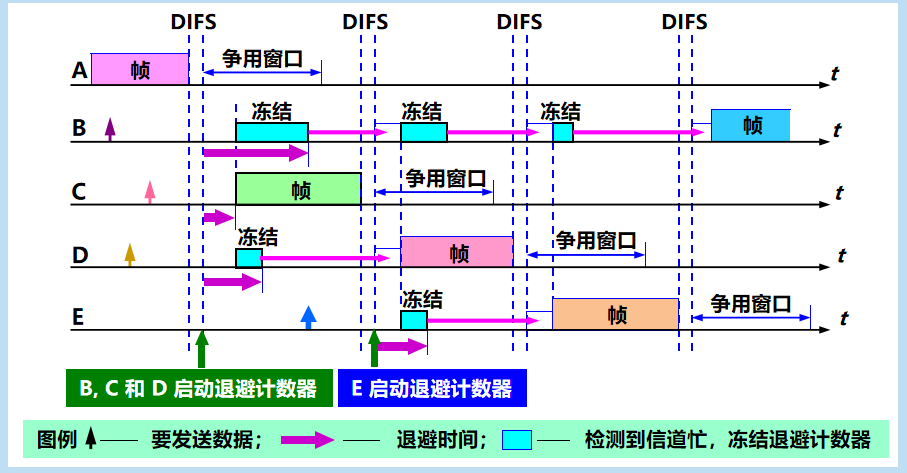 DIFS DIFS DIFS DIFS
A 帧 争用窗口 t
B 冻结 冻结 冻结 帧 t
C 帧 争用窗口 t
D 冻结 帧 争用窗口 t
E 冻结 帧 争用窗口 t
B, C 和 D 启动退避计数器 E 启动退避计数器
图例 要发送数据； 退避时间； 检测到信道忙，冻结退避计数器